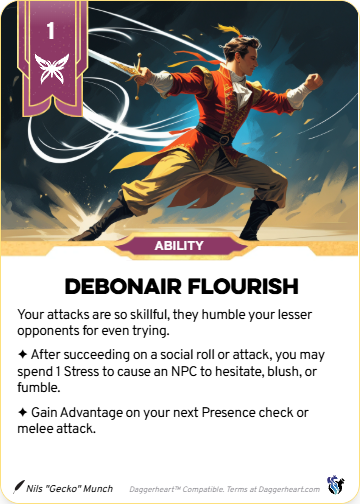 1
ABILITY
DEBONAIR FLOURISH
Your attacks are so skillful, they humble your lesser
opponents for even trying.
✦ After succeeding on a social roll or attack, you may
spend 1 Stress to cause an NPC to hesitate, blush, or
fumble.
✦ Gain Advantage on your next Presence check or
melee attack.
Nils "Gecko" Munch
Daggerheart™ Compatible. Terms at Daggerheart.com